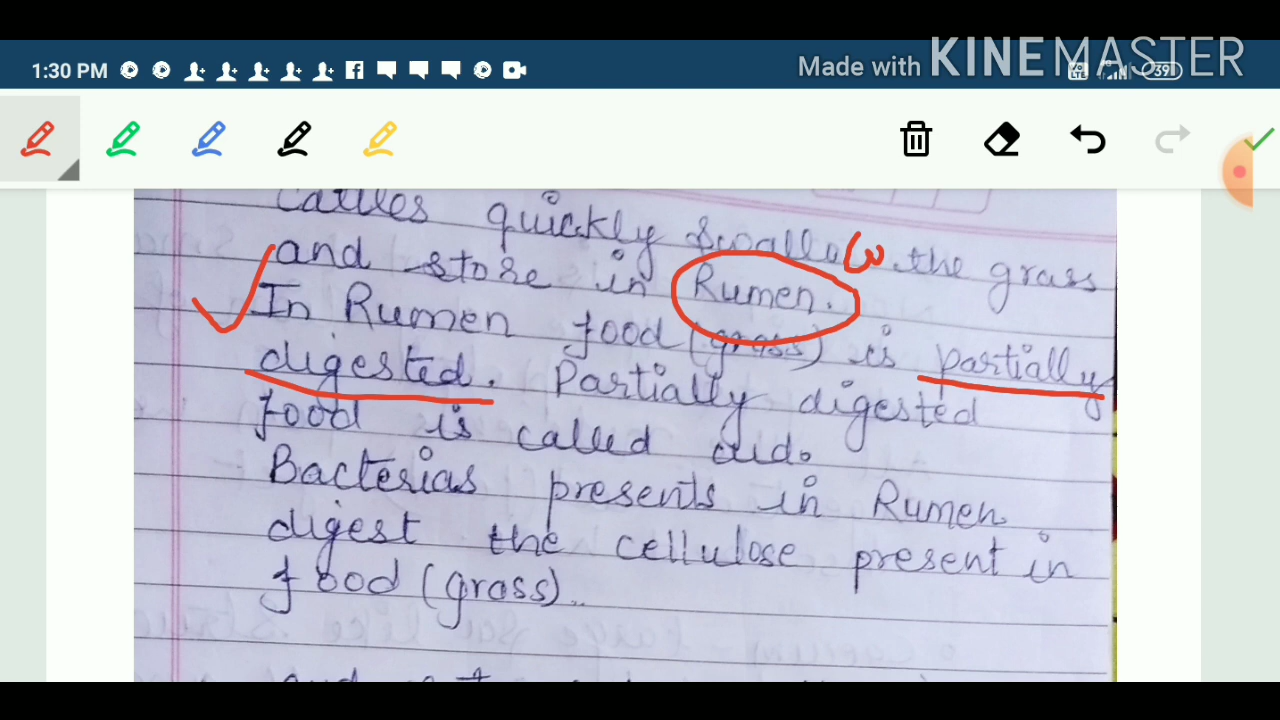 1:30 PM
Made with KINEMASTER
39
Cattles quickly swallow the grass
and store in Rumen.
In Rumen food (grass) is partially
digested. Partially digested
food is called cud.
Bacterias presents in Rumen
digest the cellulose present in
food (grass).